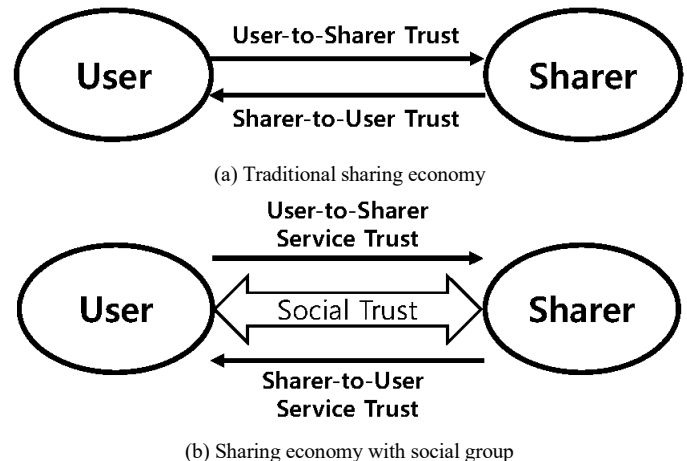 User-to-Sharer Trust
User
Sharer
Sharer-to-User Trust
(a) Traditional sharing economy
User-to-Sharer
Service Trust
User
Social Trust
Sharer
Sharer-to-User
Service Trust
(b) Sharing economy with social group